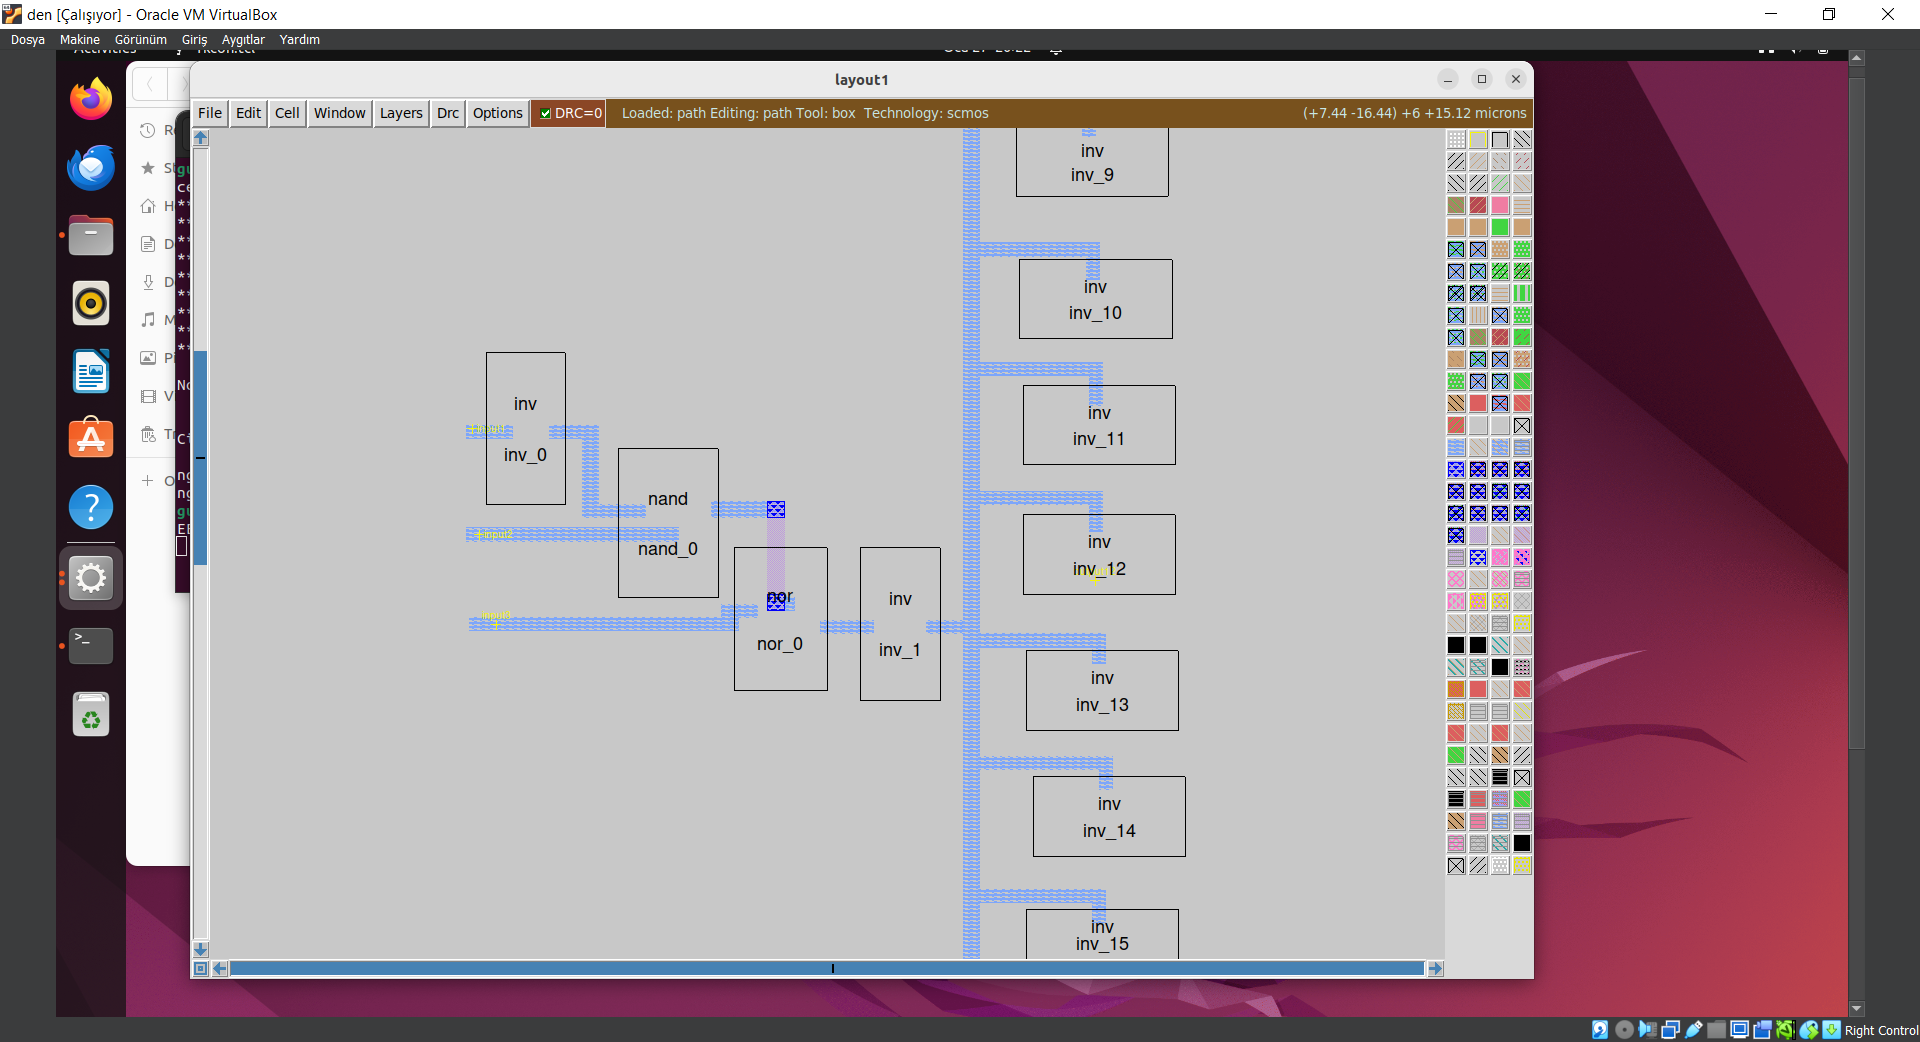 den [Çalışıyor] - Oracle VM VirtualBox
Dosya Makine Görünüm Giriş Aygıtlar Yardım
layout1
File Edit Cell Window Layers Drc Options DRC=0 Loaded: path Editing: path Tool: box Technology: scmos (+7.44 -16.44) +6 +15.12 microns
inv
inv_9
inv
inv_10
inv
inv_0
input1
inv
inv_11
nand
nand_0
input2
inv
inv_12
nor
nor_0
input3
inv
inv_1
inv
inv_13
inv
inv_14
inv
inv_15
Right Control